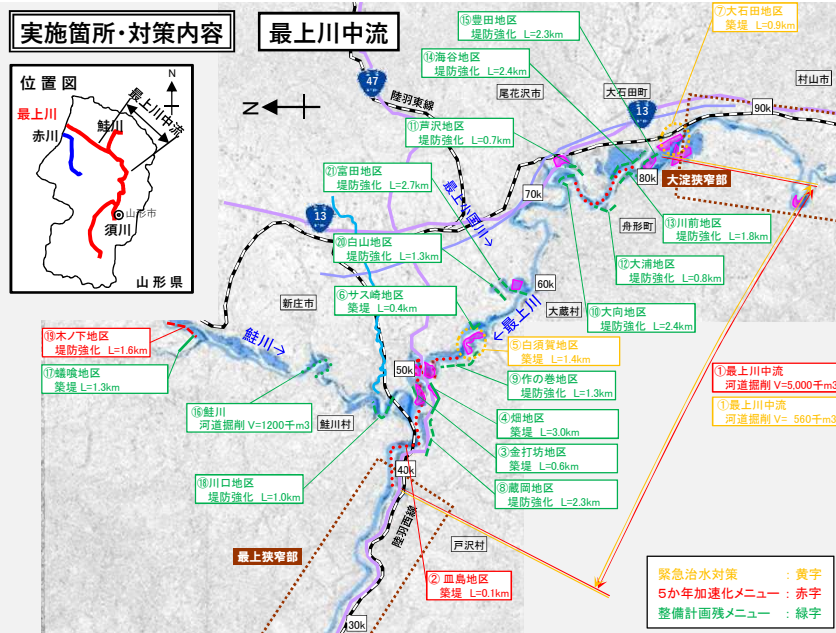 実施箇所・対策内容
最上川中流
位置図
N
最上川
赤川
鮭川
最上川中流
山形市
須川
山形県
N
47
陸羽東線
⑮豊田地区
堤防強化 L=2.3km
⑭海谷地区
堤防強化 L=2.4km
⑦大石田地区
築堤 L=0.9km
尾花沢市
大石田町
村山市
13
90k
⑪芦沢地区
堤防強化 L=0.7km
㉑富田地区
堤防強化 L=2.7km
最上小国川→
70k
80k
大淀狭窄部
13
舟形町
⑬川前地区
堤防強化 L=1.8km
⑳白山地区
堤防強化 L=1.3km
⑫大浦地区
堤防強化 L=0.8km
60k
⑥サス崎地区
築堤 L=0.4km
新庄市
大蔵村
⑩大向地区
堤防強化 L=2.4km
←最上川
鮭川→
⑲木ノ下地区
堤防強化 L=1.6km
⑤白須賀地区
築堤 L=1.4km
⑰蟻喰地区
築堤 L=1.3km
50k
⑨作の巻地区
堤防強化 L=1.3km
①最上川中流
河道掘削 V=5,000千m3
①最上川中流
河道掘削 V= 560千m3
⑯鮭川
河道掘削 V=1200千m3
鮭川村
④畑地区
築堤 L=3.0km
③金打坊地区
築堤 L=0.6km
40k
⑱川口地区
堤防強化 L=1.0km
⑧蔵岡地区
堤防強化 L=2.3km
陸羽西線
戸沢村
最上狭窄部
② 皿島地区
築堤 L=0.1km
30k
緊急治水対策 : 黄字
5か年加速化メニュー : 赤字
整備計画残メニュー : 緑字